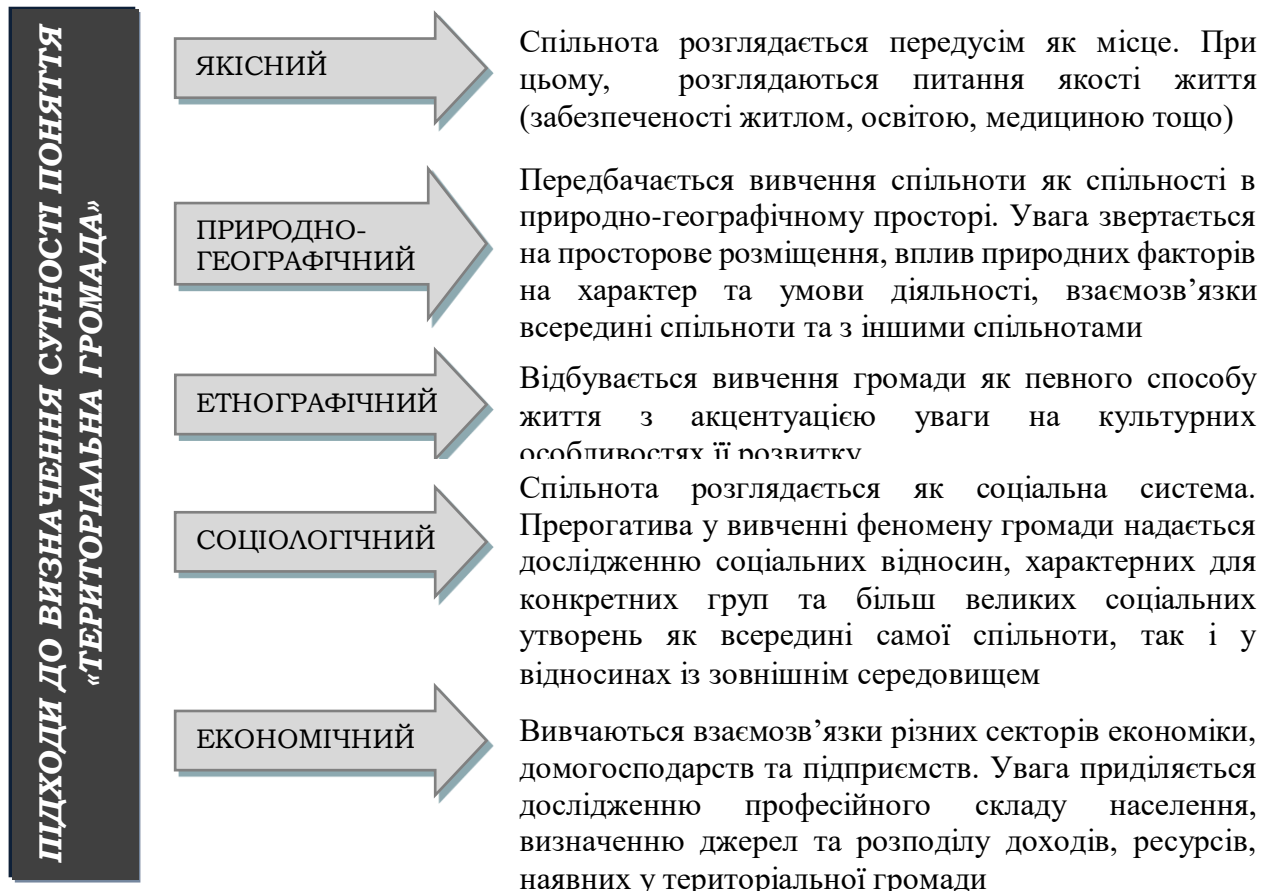 ПІДХОДИ ДО ВИЗНАЧЕННЯ СУТНОСТІ ПОНЯТТЯ
«ТЕРИТОРІАЛЬНА ГРОМАДА»
ЯКІСНИЙ
Спільнота розглядається передусім як місце. При
цьому, розглядаються питання якості життя
(забезпеченості житлом, освітою, медициною тощо)
ПРИРОДНО-
ГЕОГРАФІЧНИЙ
Передбачається вивчення спільноти як спільності в
природно-географічному просторі. Увага звертається
на просторове розміщення, вплив природних факторів
на характер та умови діяльності, взаємозв’язки
всередині спільноти та з іншими спільнотами
ЕТНОГРАФІЧНИЙ
Відбувається вивчення громади як певного способу
життя з акцентуацією уваги на культурних
особливостях її розвитку
СОЦІОЛОГІЧНИЙ
Спільнота розглядається як соціальна система.
Прерогатива у вивченні феномену громади надається
дослідженню соціальних відносин, характерних для
конкретних груп та більш великих соціальних
утворень як всередині самої спільноти, так і у
відносинах із зовнішнім середовищем
ЕКОНОМІЧНИЙ
Вивчаються взаємозв’язки різних секторів економіки,
домогосподарств та підприємств. Увага приділяється
дослідженню професійного складу населення,
визначенню джерел та розподілу доходів, ресурсів,
наявних у територіальної громади